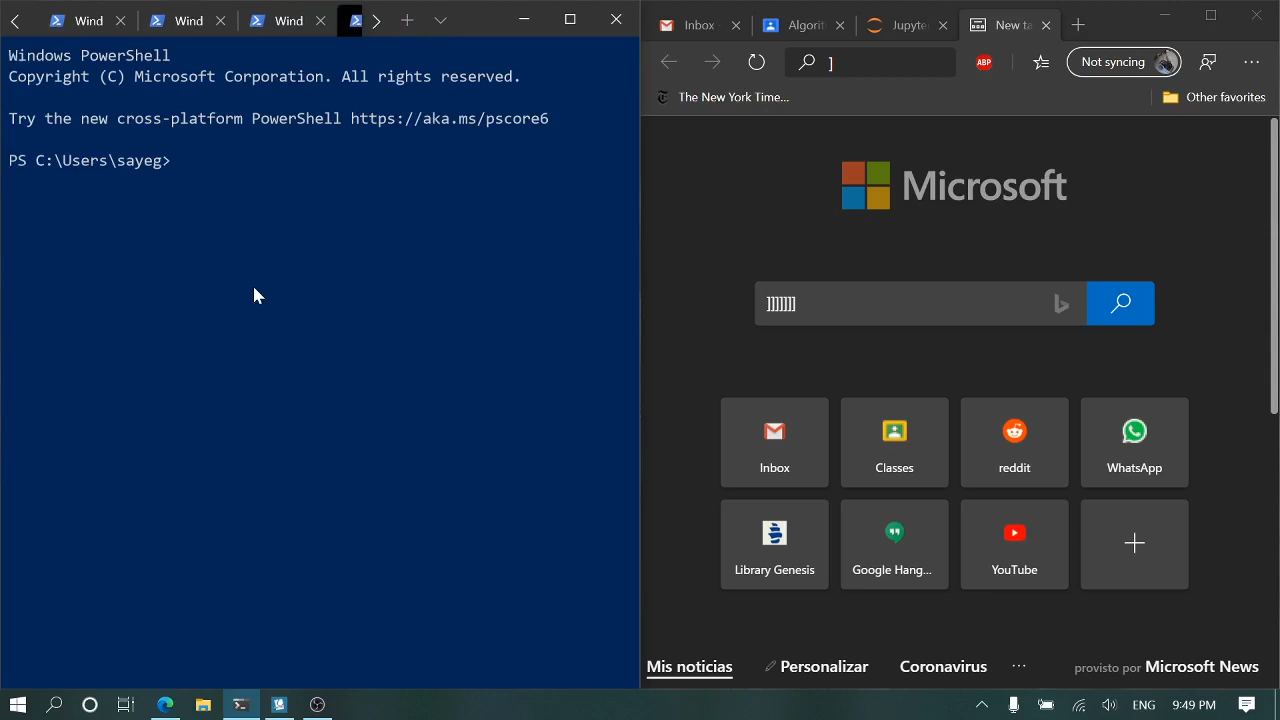 Wind
Wind
Wind
Windows PowerShell
Copyright (C) Microsoft Corporation. All rights reserved.
Try the new cross-platform PowerShell https://aka.ms/pscore6
PS C:\Users\sayeg>
Inbox
Algorit
Jupyte
New ta
]
ABP
Not syncing
The New York Time...
Other favorites
Microsoft
]]]]]]]
Inbox
Classes
reddit
WhatsApp
Library Genesis
Google Hang...
YouTube
Mis noticias
Personalizar
Coronavirus
...
provisto por Microsoft News
ENG
9:49 PM